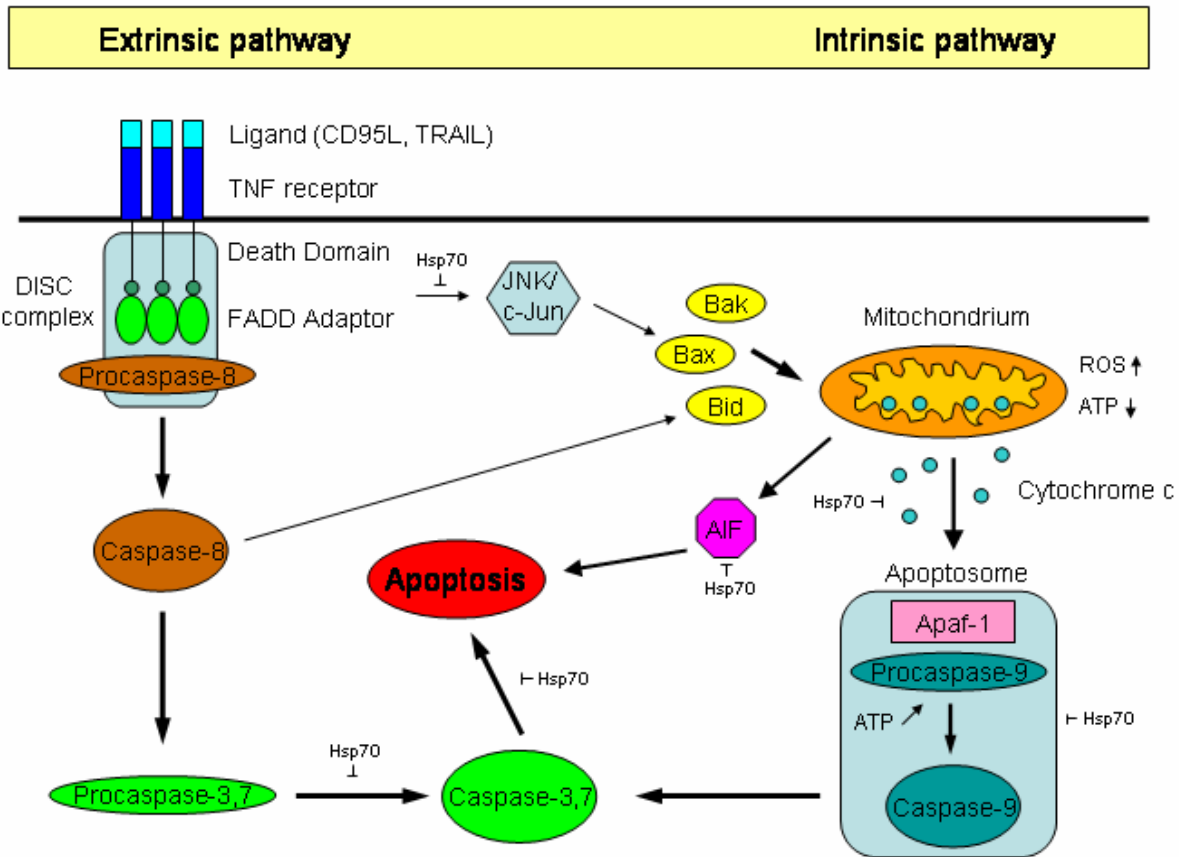 Extrinsic pathway
Intrinsic pathway
Ligand (CD95L, TRAIL)
TNF receptor
Death Domain
DISC
complex
FADD Adaptor
Procaspase-8
Hsp70
JNK/
c-Jun
Bak
Bax
Bid
Mitochondrium
ROS
ATP
Cytochrome c
Hsp70
Caspase-8
AIF
Hsp70
Apoptosis
Apoptosome
Apaf-1
Procaspase-9
ATP
Hsp70
Caspase-9
Hsp70
Hsp70
Procaspase-3,7
Caspase-3,7